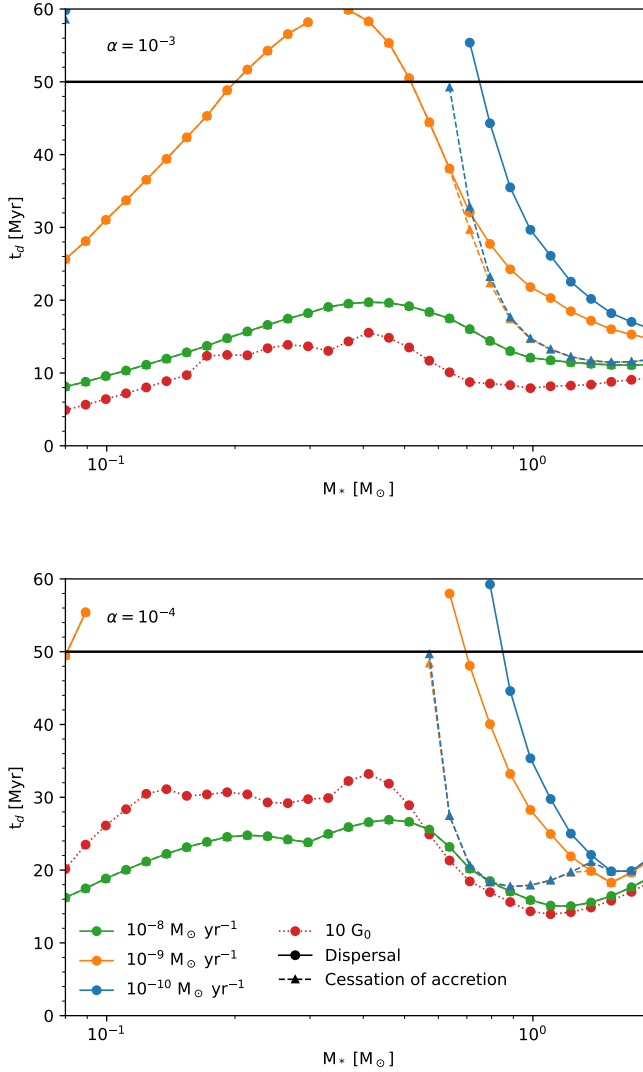 60
50
40
30
20
10
0
t_d [Myr]
α = 10⁻³
10⁻¹ 10⁰
M_* [M_⊙]
60
50
40
30
20
10
0
t_d [Myr]
α = 10⁻⁴
10⁻⁸ M_⊙ yr⁻¹
10⁻⁹ M_⊙ yr⁻¹
10⁻¹⁰ M_⊙ yr⁻¹
10 G₀
Dispersal
Cessation of accretion
10⁻¹ 10⁰
M_* [M_⊙]